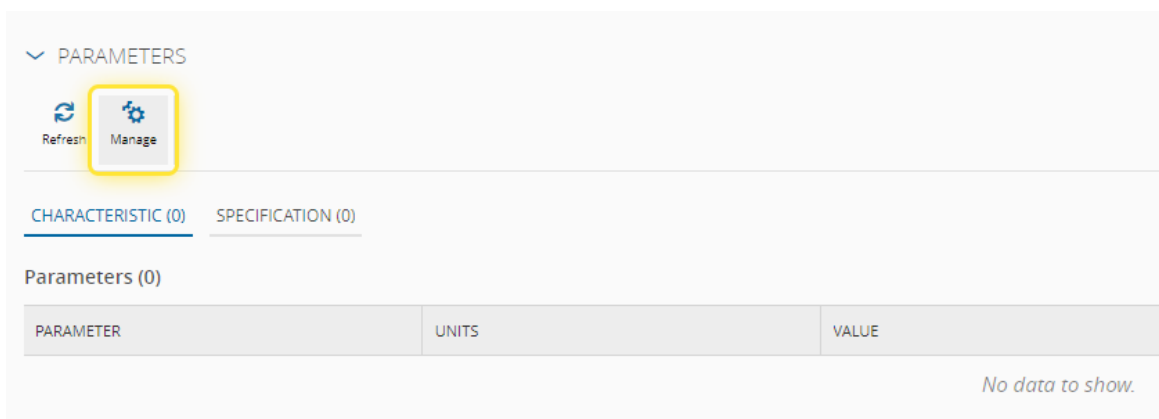 PARAMETERS
Refresh Manage
CHARACTERISTIC (0) SPECIFICATION (0)
Parameters (0)
PARAMETER UNITS VALUE
No data to show.